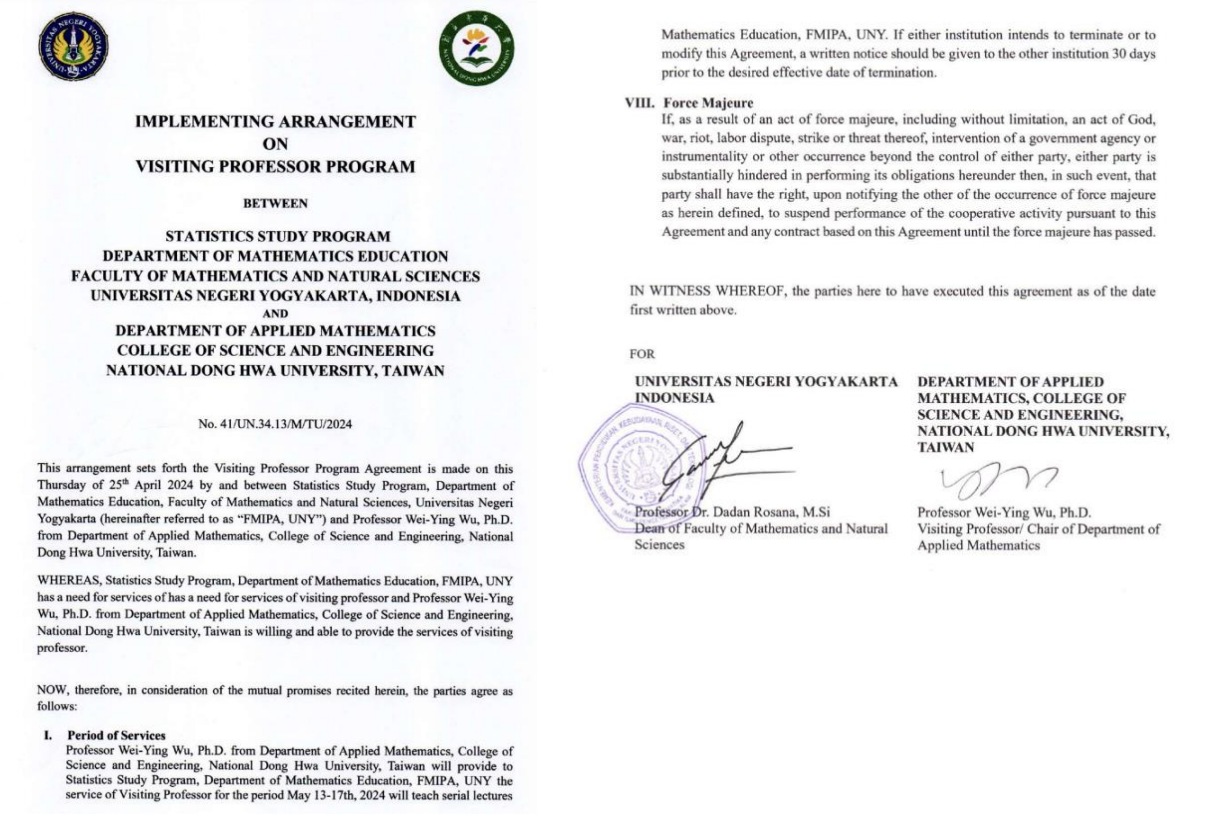 UNIVERSITAS NEGERI YOGYAKARTA
NATIONAL DONG HWA UNIVERSITY
IMPLEMENTING ARRANGEMENT
ON
VISITING PROFESSOR PROGRAM
BETWEEN
STATISTICS STUDY PROGRAM
DEPARTMENT OF MATHEMATICS EDUCATION
FACULTY OF MATHEMATICS AND NATURAL SCIENCES
UNIVERSITAS NEGERI YOGYAKARTA, INDONESIA
AND
DEPARTMENT OF APPLIED MATHEMATICS
COLLEGE OF SCIENCE AND ENGINEERING
NATIONAL DONG HWA UNIVERSITY, TAIWAN
No. 41/UN.34.13/M/TU/2024
This arrangement sets forth the Visiting Professor Program Agreement is made on this
Thursday of 25th April 2024 by and between Statistics Study Program, Department of
Mathematics Education, Faculty of Mathematics and Natural Sciences, Universitas Negeri
Yogyakarta (hereinafter referred to as “FMIPA, UNY”) and Professor Wei-Ying Wu, Ph.D.
from Department of Applied Mathematics, College of Science and Engineering, National
Dong Hwa University, Taiwan.
WHEREAS, Statistics Study Program, Department of Mathematics Education, FMIPA, UNY
has a need for services of has a need for services of visiting professor and Professor Wei-Ying
Wu, Ph.D. from Department of Applied Mathematics, College of Science and Engineering,
National Dong Hwa University, Taiwan is willing and able to provide the services of visiting
professor.
NOW, therefore, in consideration of the mutual promises recited herein, the parties agree as
follows:
I. Period of Services
Professor Wei-Ying Wu, Ph.D. from Department of Applied Mathematics, College of
Science and Engineering, National Dong Hwa University, Taiwan will provide to
Statistics Study Program, Department of Mathematics Education, FMIPA, UNY the
service of Visiting Professor for the period May 13-17th, 2024 will teach serial lectures
Mathematics Education, FMIPA, UNY. If either institution intends to terminate or to
modify this Agreement, a written notice should be given to the other institution 30 days
prior to the desired effective date of termination.
VIII. Force Majeure
If, as a result of an act of force majeure, including without limitation, an act of God,
war, riot, labor dispute, strike or threat thereof, intervention of a government agency or
instrumentality or other occurrence beyond the control of either party, either party is
substantially hindered in performing its obligations hereunder then, in such event, that
party shall have the right, upon notifying the other of the occurrence of force majeure
as herein defined, to suspend performance of the cooperative activity pursuant to this
Agreement and any contract based on this Agreement until the force majeure has passed.
IN WITNESS WHEREOF, the parties here to have executed this agreement as of the date
first written above.
FOR
UNIVERSITAS NEGERI YOGYAKARTA
INDONESIA
Professor Dr. Dadan Rosana, M.Si
Dean of Faculty of Mathematics and Natural
Sciences
DEPARTMENT OF APPLIED
MATHEMATICS, COLLEGE OF
SCIENCE AND ENGINEERING,
NATIONAL DONG HWA UNIVERSITY,
TAIWAN
Professor Wei-Ying Wu, Ph.D.
Visiting Professor/ Chair of Department of
Applied Mathematics